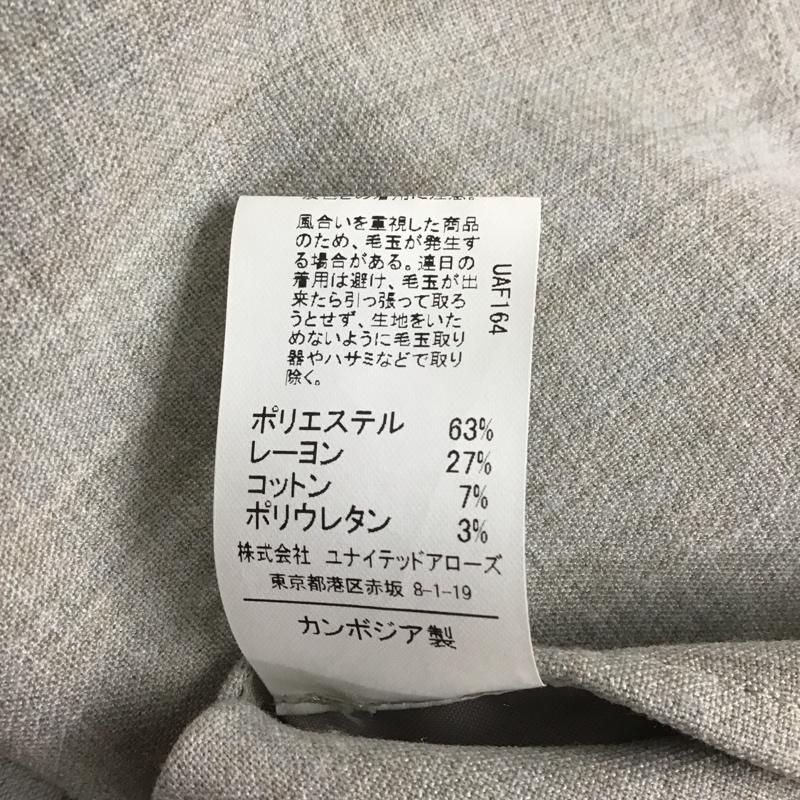 の着用に注意。
風合いを重視した商品
のため、毛玉が発生す
る場合がある。連日の
着用は避け、毛玉が出
来たら引っ張って取ろ
うとせず、生地をいた
めないように毛玉取り
器やハサミなどで取り
除く。
UAF164
ポリエステル 63%
レーヨン 27%
コットン 7%
ポリウレタン 3%
株式会社 ユナイテッドアローズ
東京都港区赤坂 8-1-19
カンボジア製